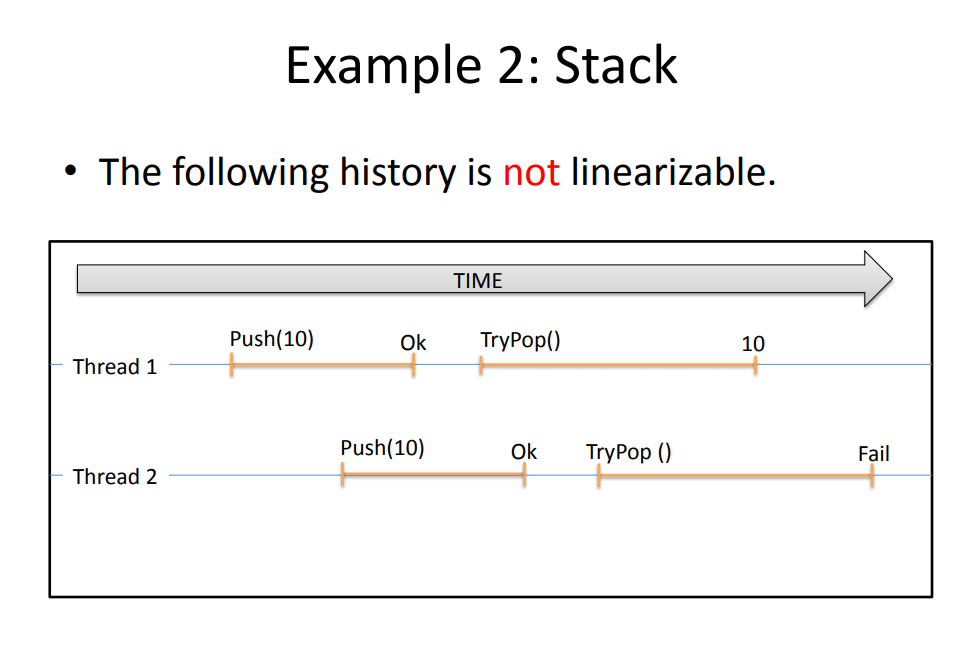 Example 2: Stack
• The following history is not linearizable.
TIME
Push(10) Ok TryPop() 10
Thread 1
Push(10) Ok TryPop () Fail
Thread 2